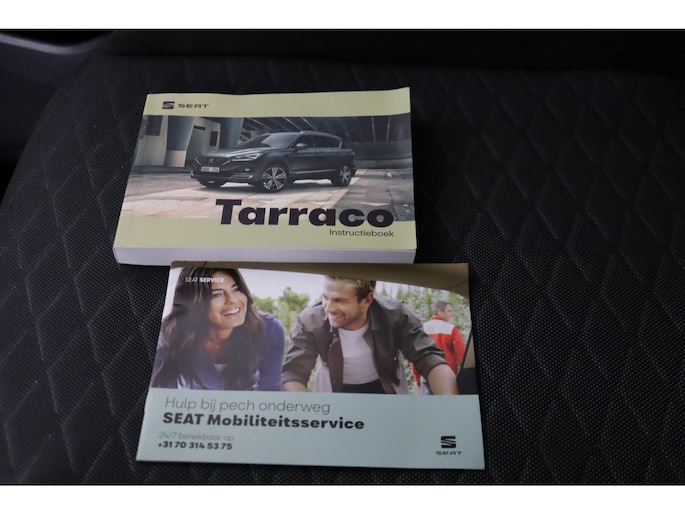 SEAT
Tarraco
Instructieboek
SEAT SERVICE
Hulp bij pech onderweg
SEAT Mobiliteitsservice
24/7 bereikbaar op
+31 70 314 53 75
SEAT